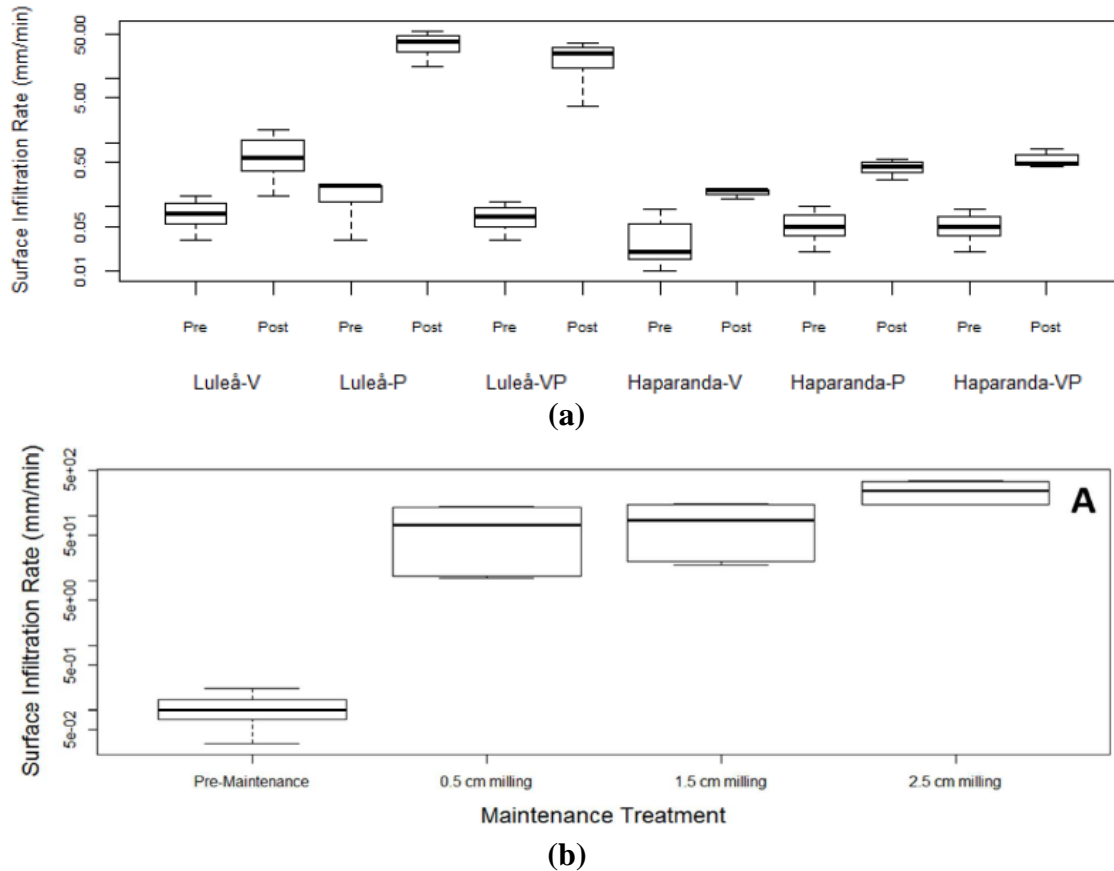 Surface Infiltration Rate (mm/min)
50.00
5.00
0.50
0.05
0.01
Pre Post Pre Post Pre Post Pre Post Pre Post Pre Post
Luleå-V Luleå-P Luleå-VP Haparanda-V Haparanda-P Haparanda-VP
(a)
Surface Infiltration Rate (mm/min)
5e+02
5e+01
5e+00
5e-01
5e-02
A
Pre-Maintenance 0.5 cm milling 1.5 cm milling 2.5 cm milling
Maintenance Treatment
(b)